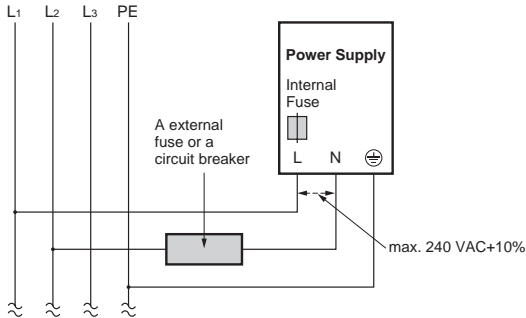 L1 L2 L3 PE
Power Supply
Internal
Fuse
A external
fuse or a
circuit breaker
L N
max. 240 VAC+10%